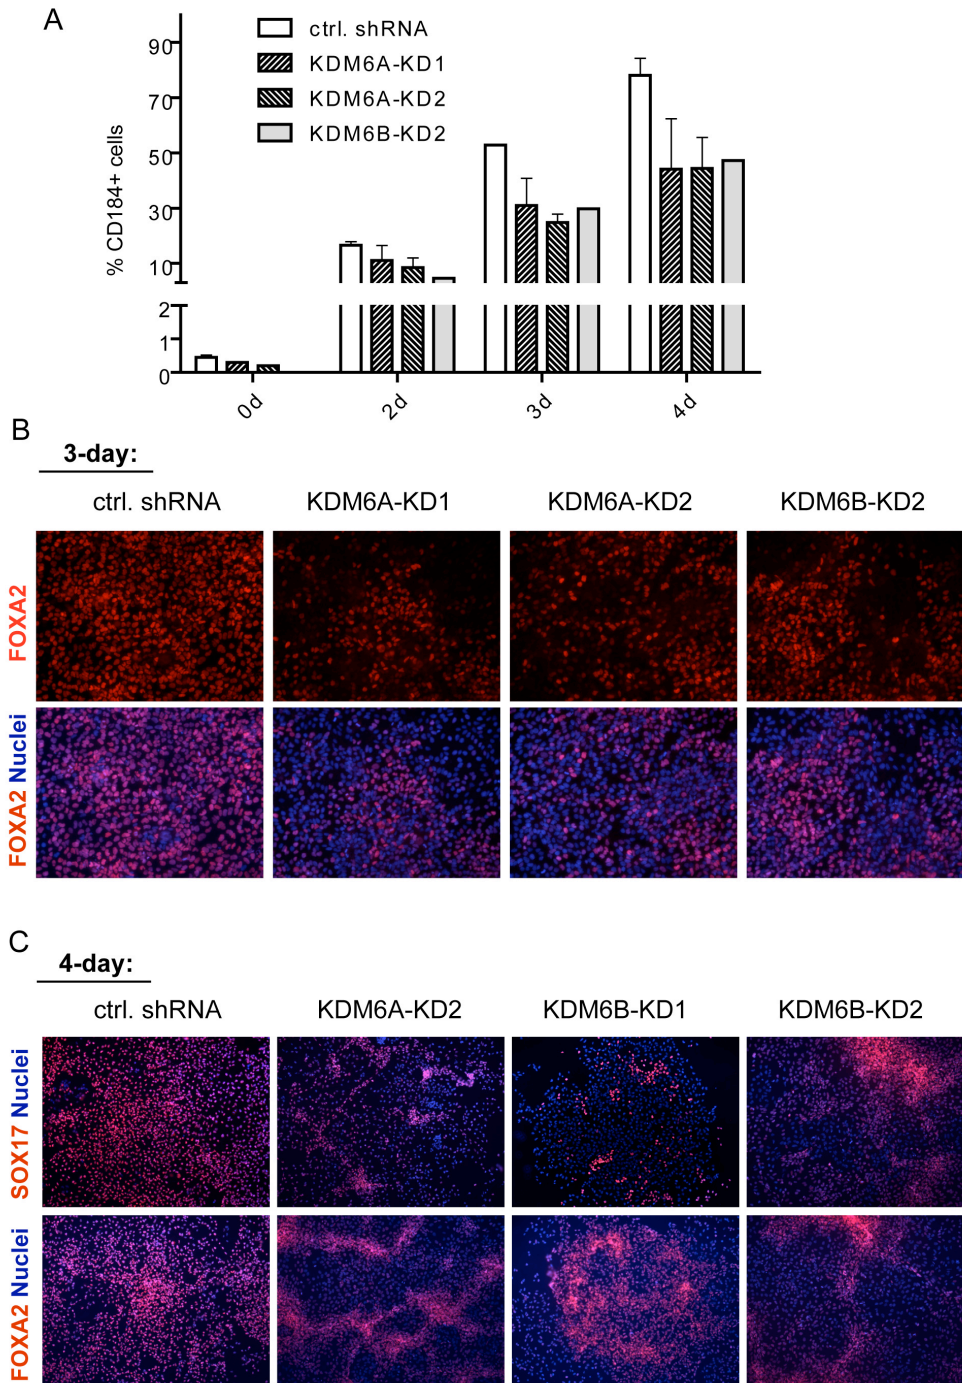 A
ctrl. shRNA
KDM6A-KD1
KDM6A-KD2
KDM6B-KD2
% CD184+ cells
90
70
50
30
10
2
1
0
0d
2d
3d
4d
B
3-day:
ctrl. shRNA
KDM6A-KD1
KDM6A-KD2
KDM6B-KD2
FOXA2
FOXA2 Nuclei
C
4-day:
ctrl. shRNA
KDM6A-KD2
KDM6B-KD1
KDM6B-KD2
SOX17 Nuclei
FOXA2 Nuclei